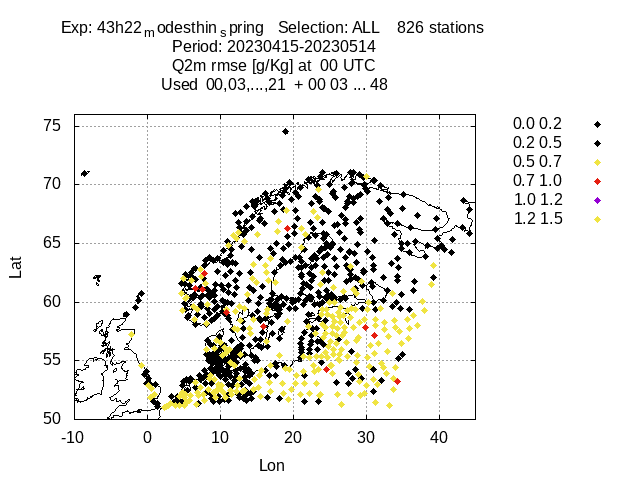 Exp: 43h22modesthinspring Selection: ALL 826 stations
Period: 20230415-20230514
Q2m rmse [g/Kg] at 00 UTC
Used 00,03,...,21 + 00 03 ... 48
75
70
65
60
55
50
Lat
-10 0 10 20 30 40
Lon
0.0 0.2
0.2 0.5
0.5 0.7
0.7 1.0
1.0 1.2
1.2 1.5